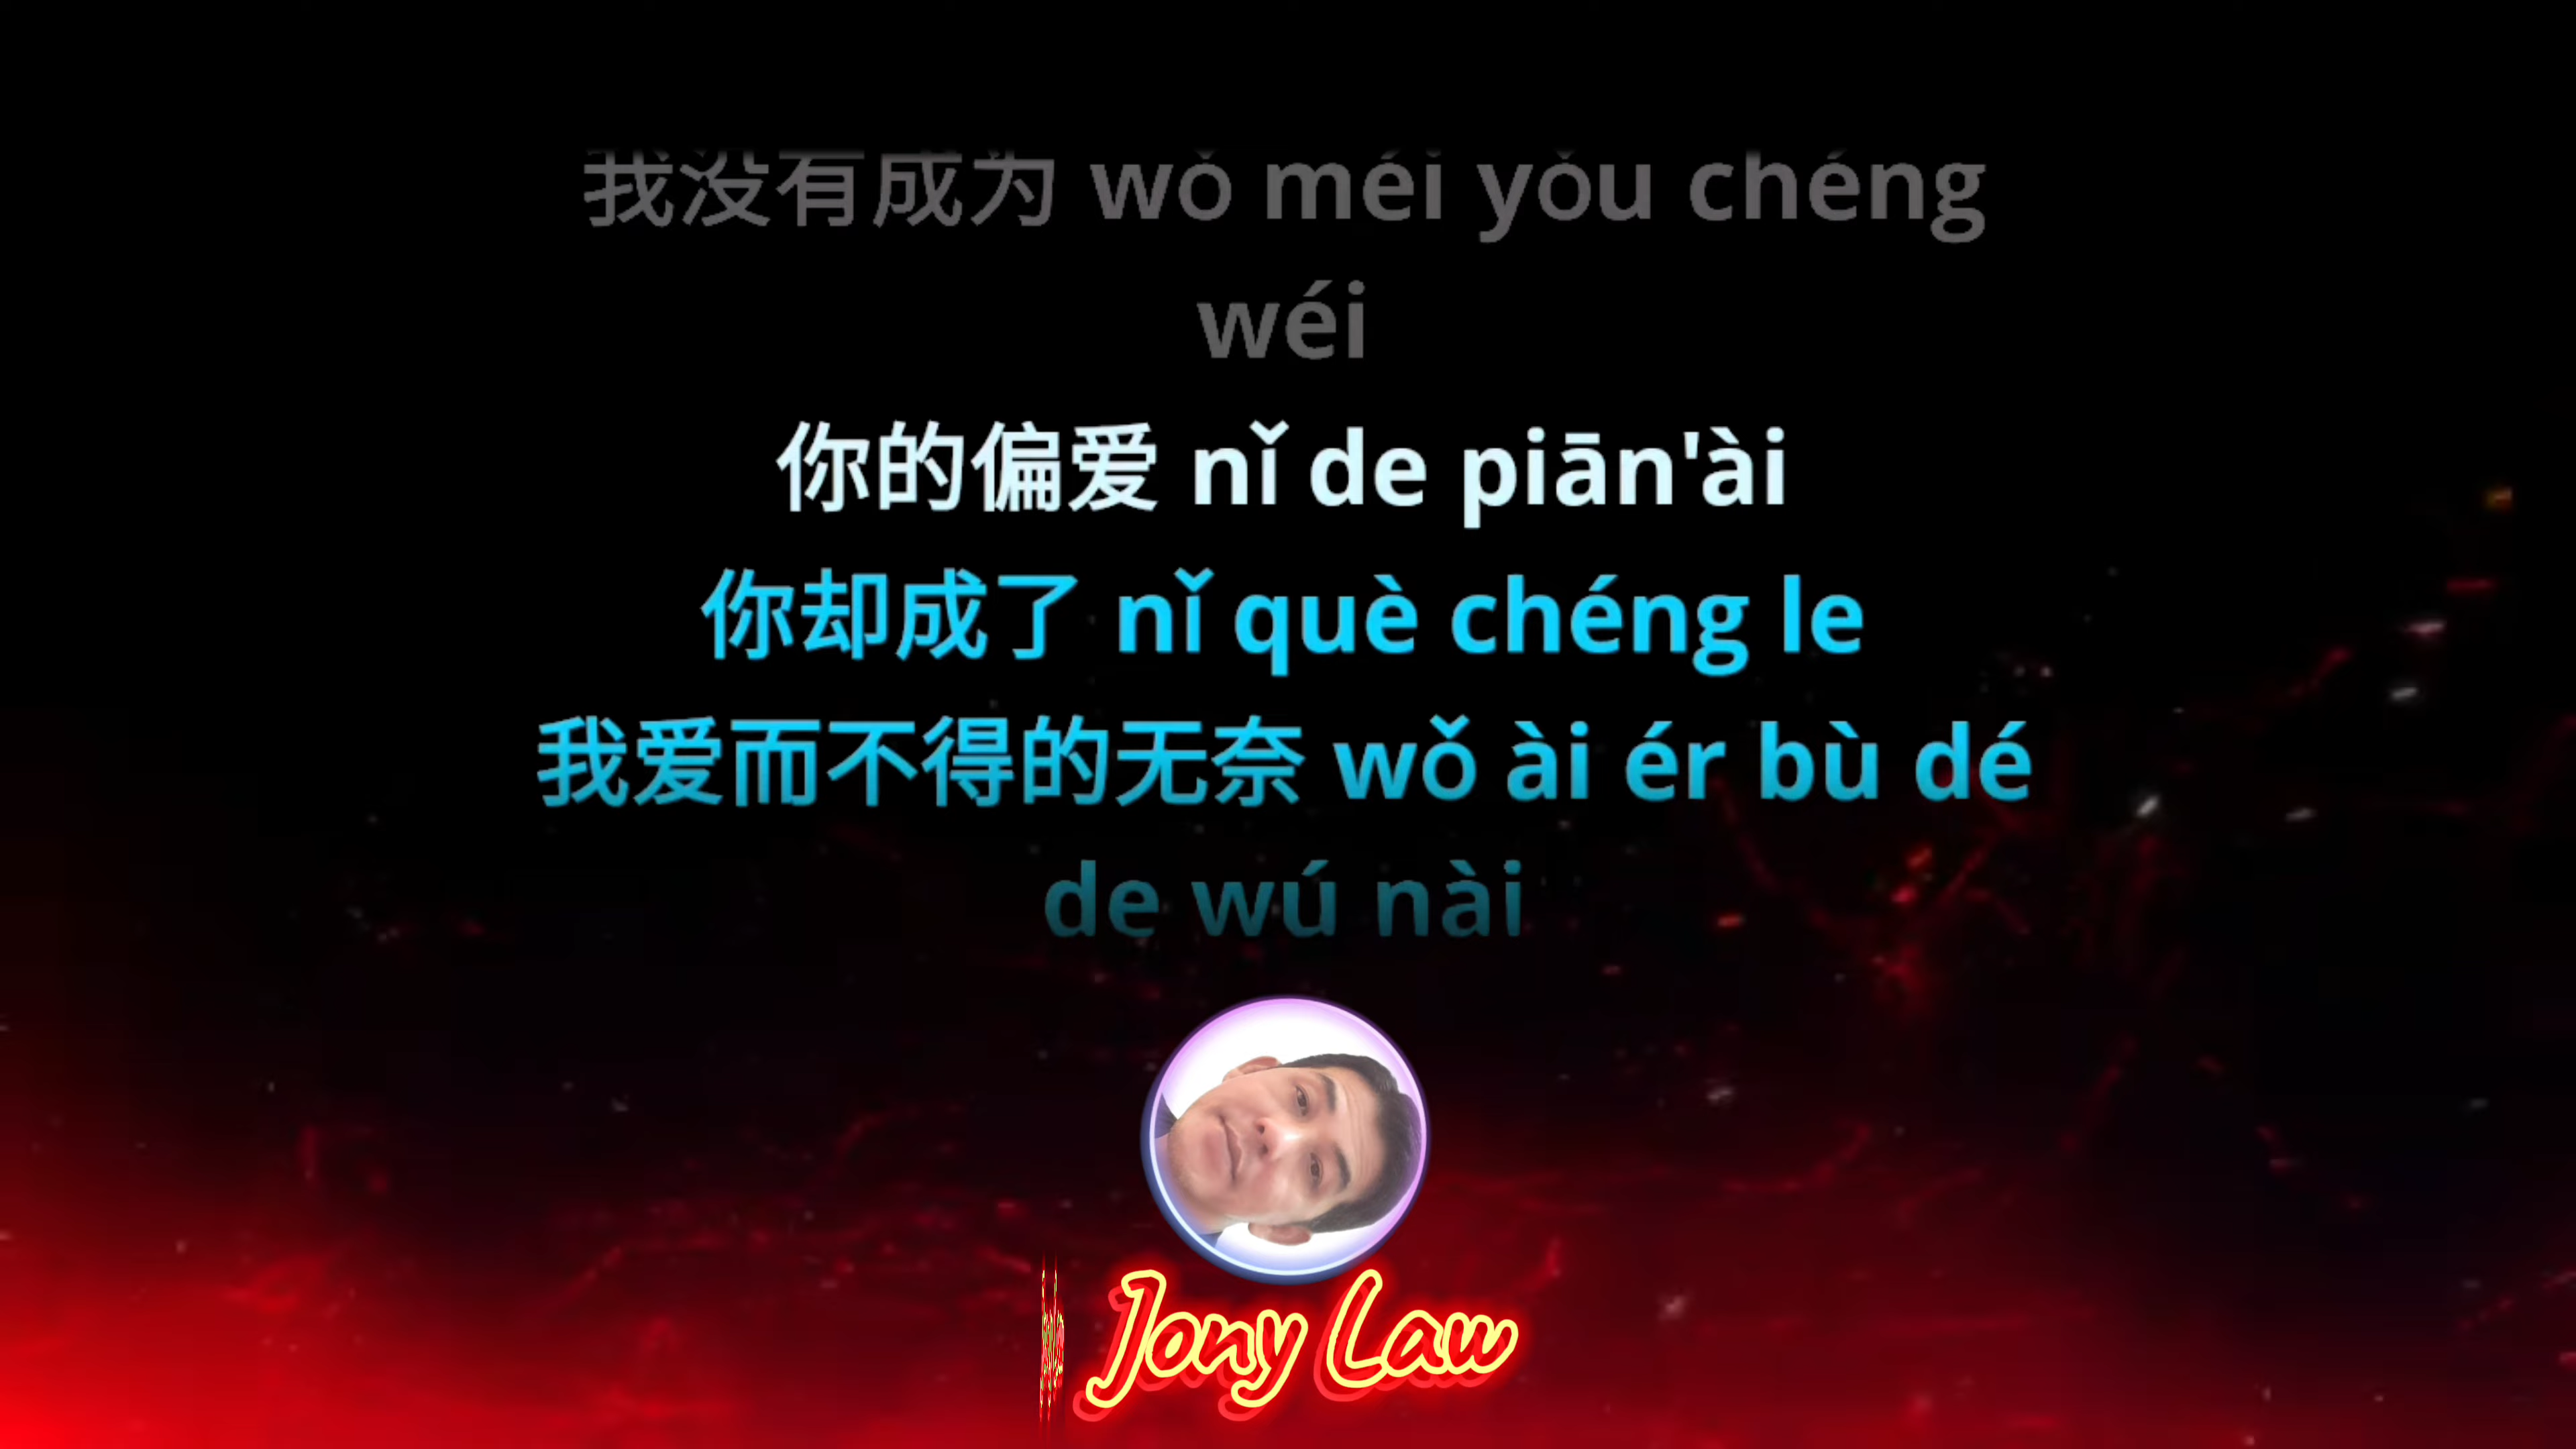 我没有成为 wǒ méi yǒu chéng
wéi
你的偏爱 nǐ de piān'ài
你却成了 nǐ què chéng le
我爱而不得的无奈 wǒ ài ér bù dé
de wú nài
Jony Law